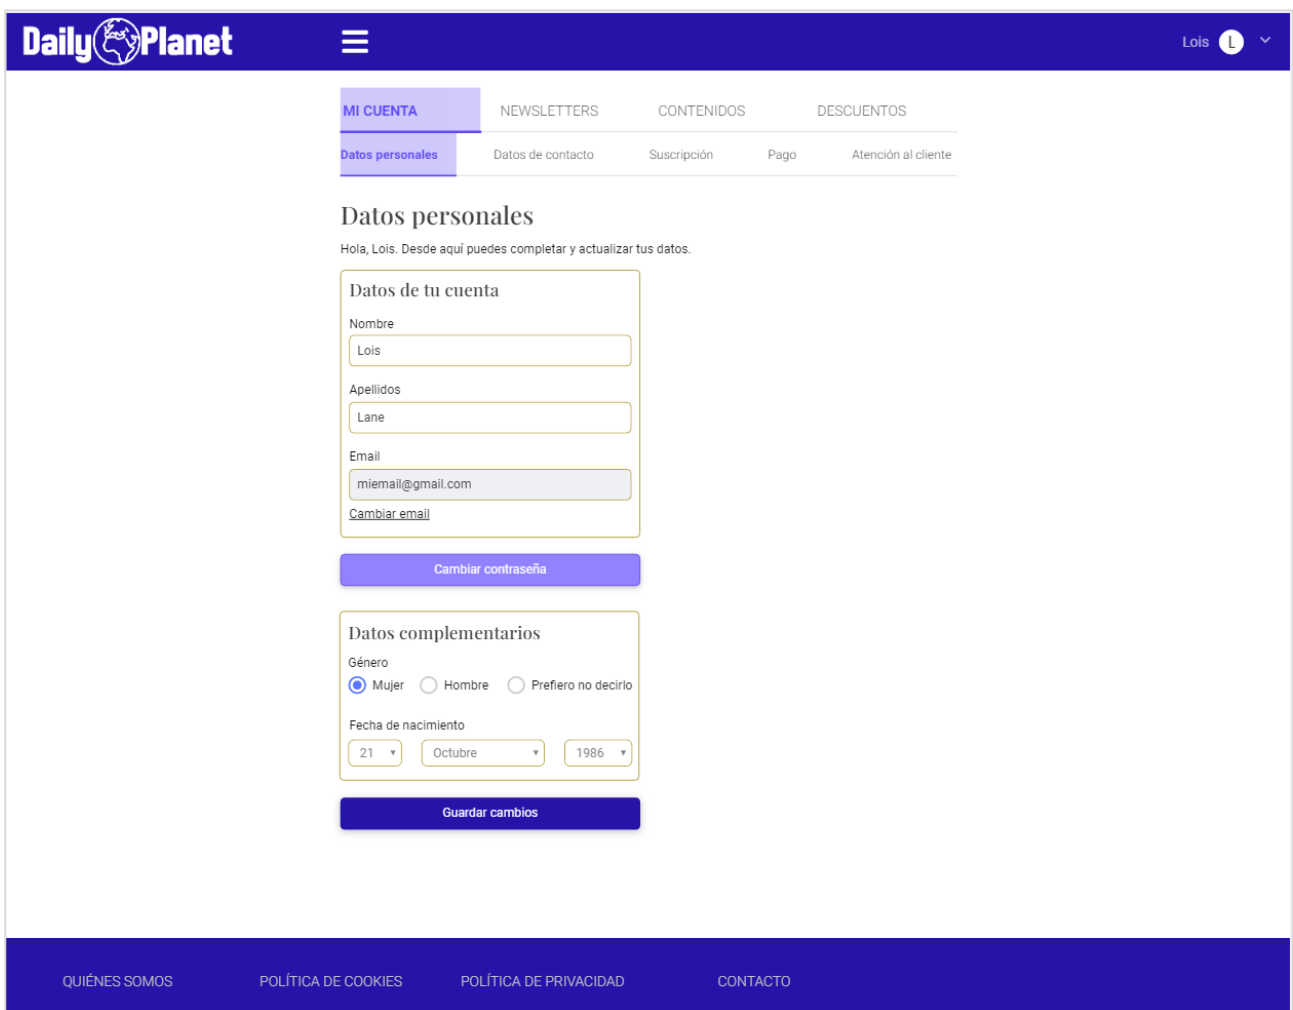 Daily Planet
Lois L
MI CUENTA NEWSLETTERS CONTENIDOS DESCUENTOS
Datos personales Datos de contacto Suscripción Pago Atención al cliente
Datos personales
Hola, Lois. Desde aquí puedes completar y actualizar tus datos.
Datos de tu cuenta
Nombre
Lois
Apellidos
Lane
Email
miemail@gmail.com
Cambiar email
Cambiar contraseña
Datos complementarios
Género
Mujer Hombre Prefiero no decirlo
Fecha de nacimiento
21 Octubre 1986
Guardar cambios
QUIÉNES SOMOS POLÍTICA DE COOKIES POLÍTICA DE PRIVACIDAD CONTACTO